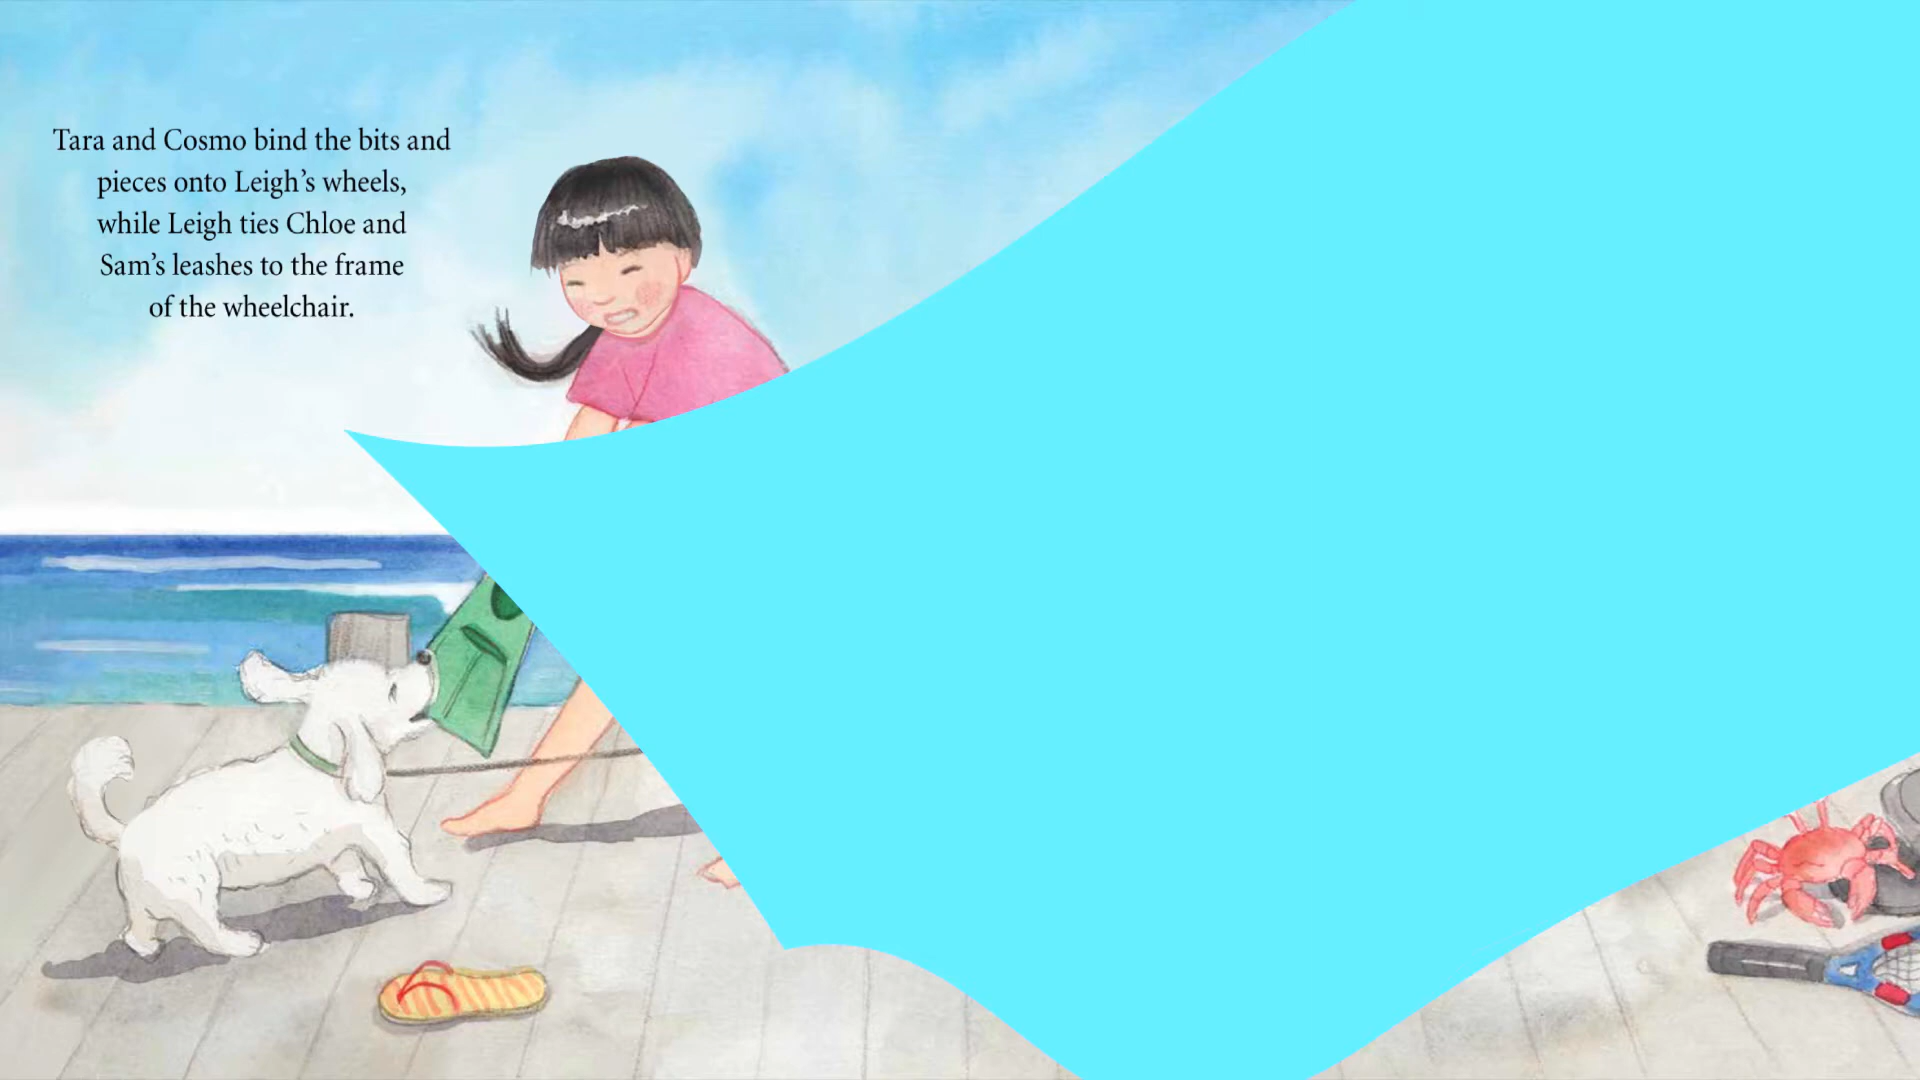 Tara and Cosmo bind the bits and
pieces onto Leigh’s wheels,
while Leigh ties Chloe and
Sam’s leashes to the frame
of the wheelchair.